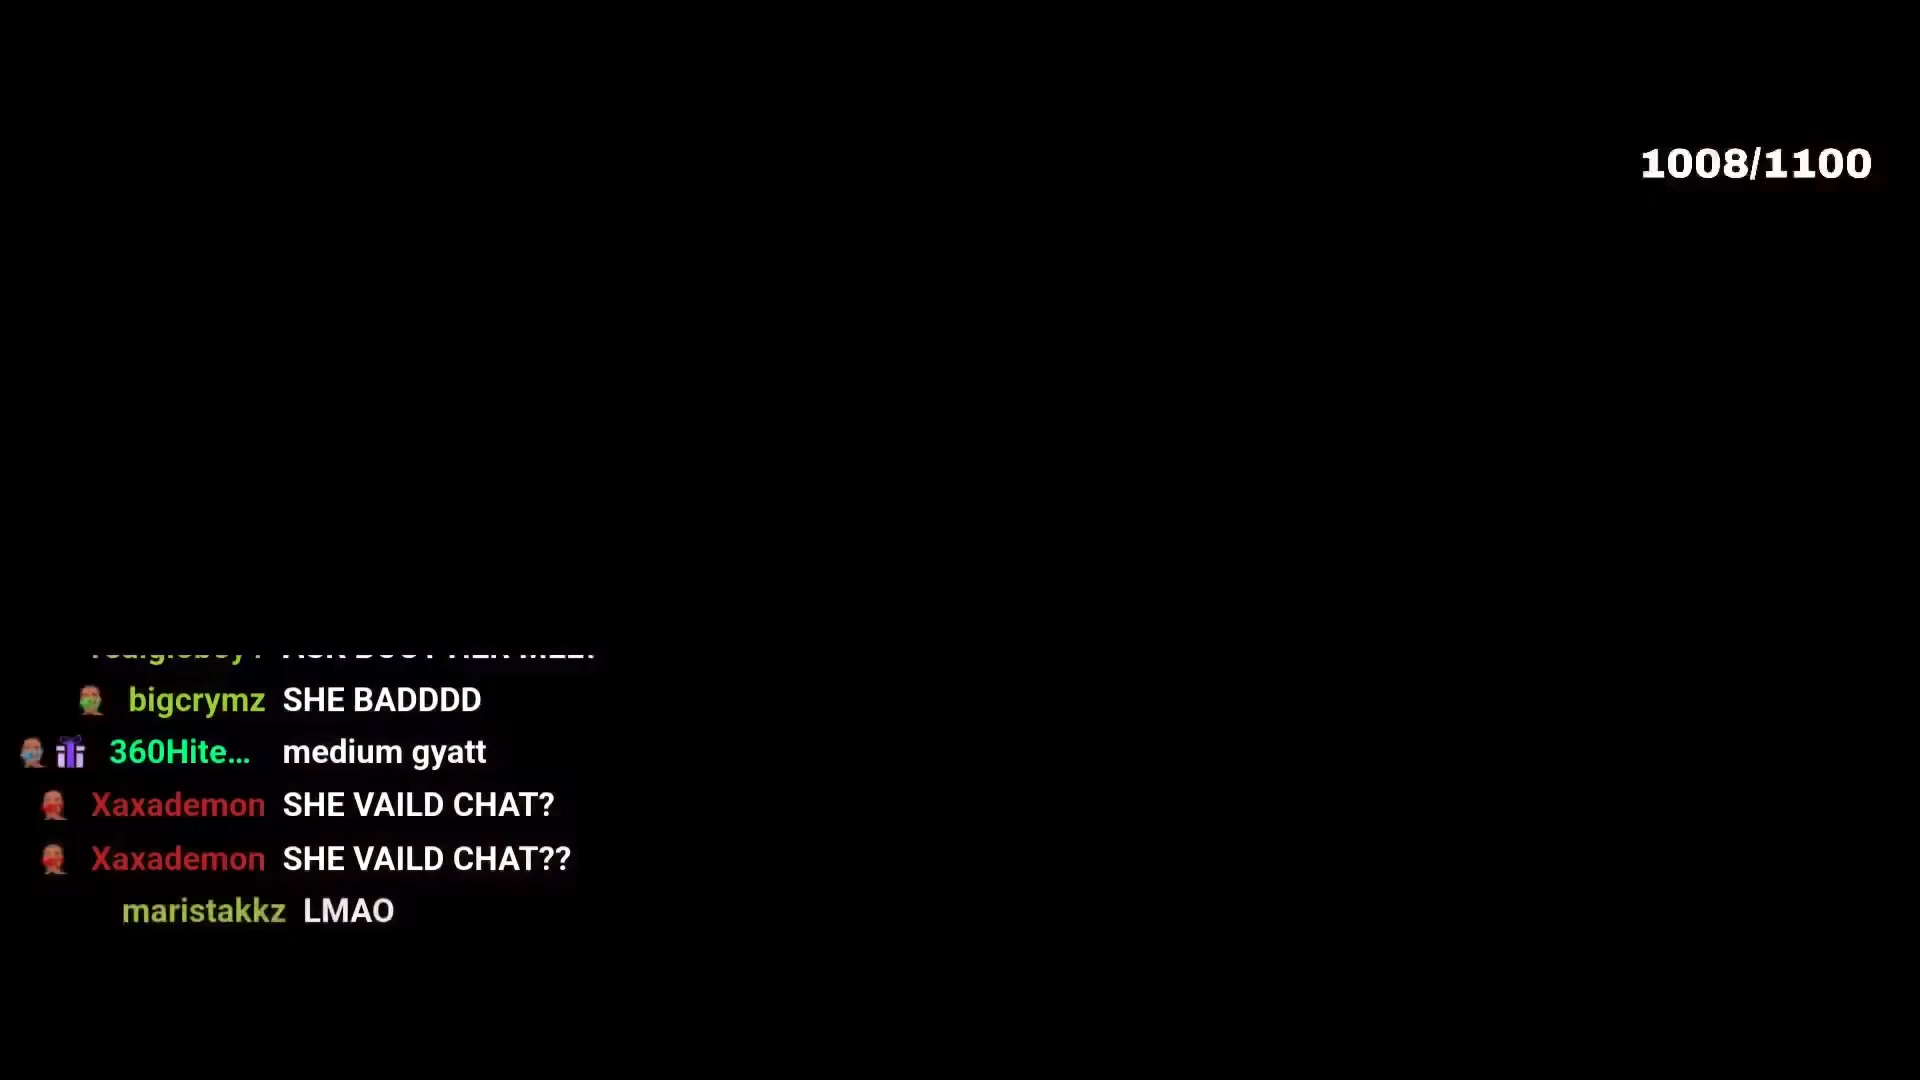 1008/1100
bigcrymz SHE BADDDD
360Hite... medium gyatt
Xaxademon SHE VAILD CHAT?
Xaxademon SHE VAILD CHAT??
maristakkz LMAO